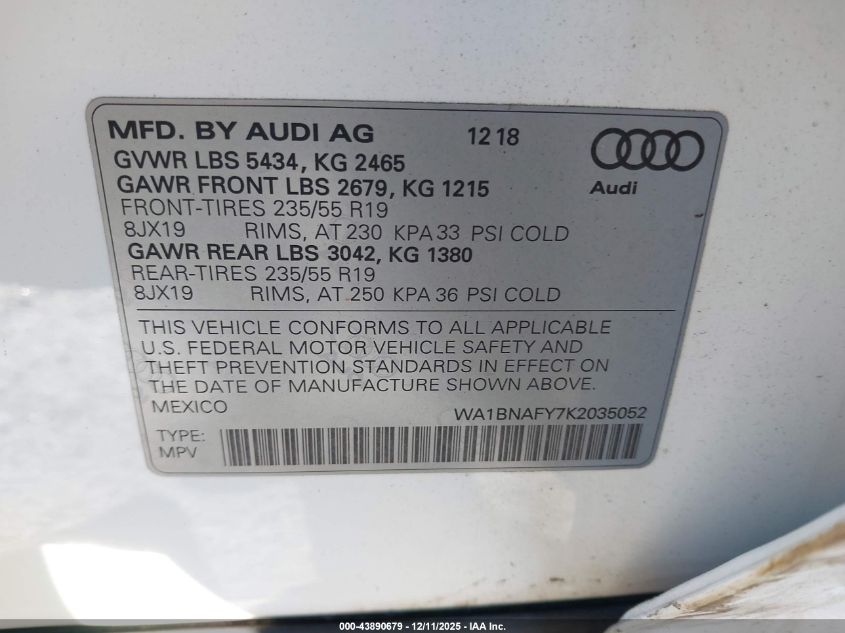 MFD. BY AUDI AG 12 18
GVWR LBS 5434, KG 2465
GAWR FRONT LBS 2679, KG 1215
FRONT-TIRES 235/55 R19
8JX19 RIMS, AT 230 KPA 33 PSI COLD
GAWR REAR LBS 3042, KG 1380
REAR-TIRES 235/55 R19
8JX19 RIMS, AT 250 KPA 36 PSI COLD
Audi
THIS VEHICLE CONFORMS TO ALL APPLICABLE
U.S. FEDERAL MOTOR VEHICLE SAFETY AND
THEFT PREVENTION STANDARDS IN EFFECT ON
THE DATE OF MANUFACTURE SHOWN ABOVE.
MEXICO WA1BNAFY7K2035052
TYPE:
MPV
000-43890679 - 12/11/2025 - IAA Inc.